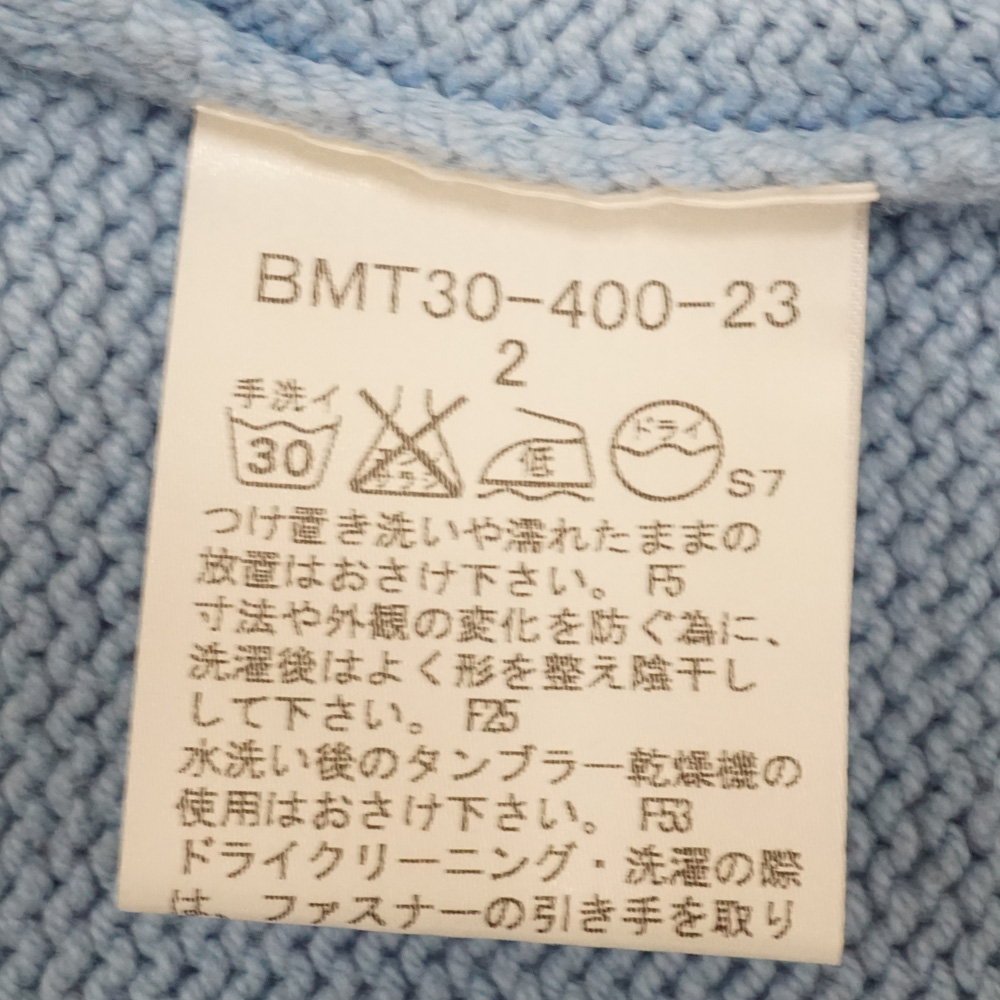 BMT30-400-23
2
手洗イ
30
エンソ
サラシ
低
ドライ
S7
つけ置き洗いや濡れたままの
放置はおさけ下さい。 F5
寸法や外観の変化を防ぐ為に、
洗濯後はよく形を整え陰干し
して下さい。 F25
水洗い後のタンブラー乾燥機の
使用はおさけ下さい。 F53
ドライクリーニング・洗濯の際
は、ファスナーの引き手を取り